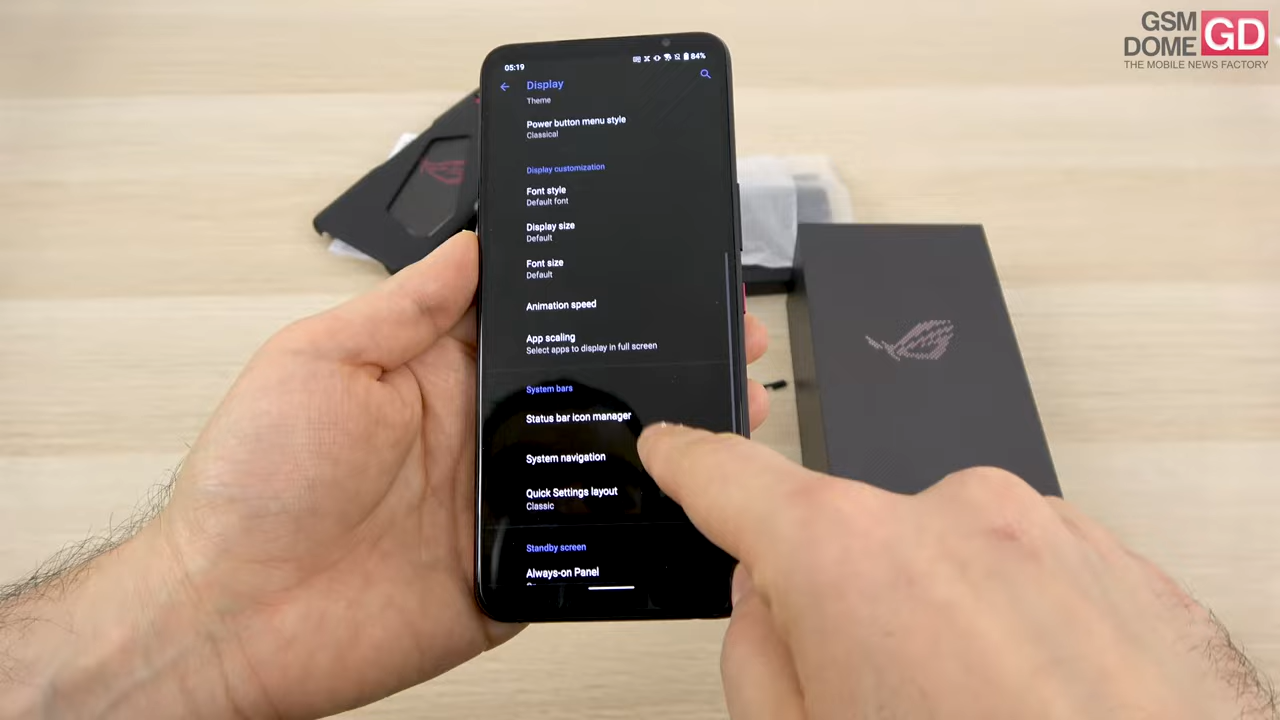 GSM
DOME GD
THE MOBILE NEWS FACTORY
05:19
84%
Display
Theme
Power button menu style
Classical
Display customization
Font style
Default font
Display size
Default
Font size
Default
Animation speed
App scaling
Select apps to display in full screen
System bars
Status bar icon manager
System navigation
Quick Settings layout
Classic
Standby screen
Always-on Panel